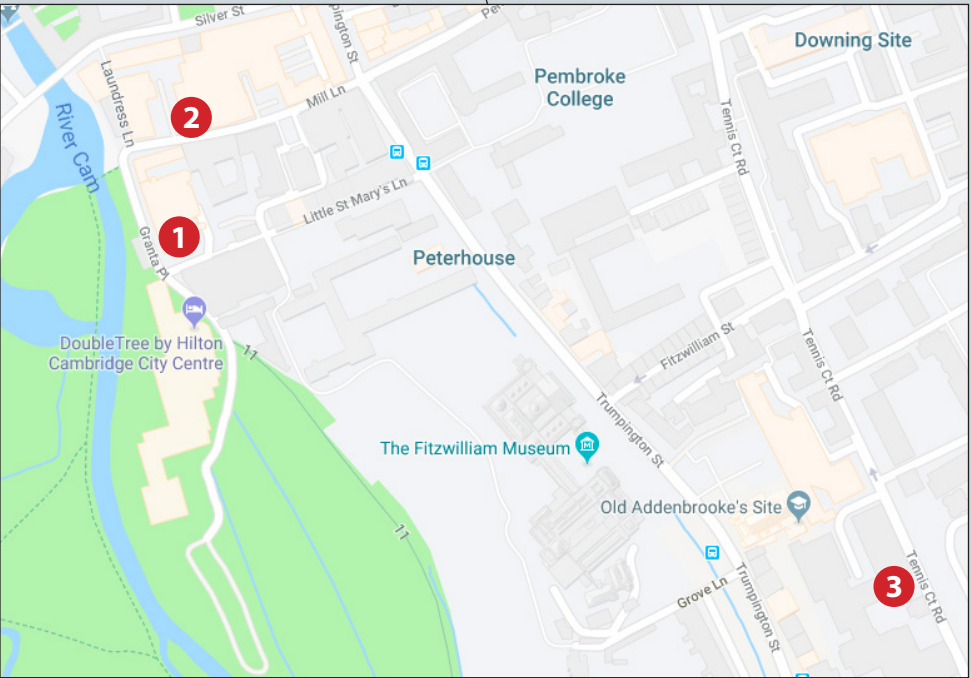 Silver St
Trumpington St
Downing Site
Laundress Ln
Pembroke
College
Mill Ln
2
River Cam
Tennis Ct Rd
Little St Mary's Ln
1
Granta Pl
Peterhouse
DoubleTree by Hilton
Cambridge City Centre
11
Fitzwilliam St
Tennis Ct Rd
Trumpington St
The Fitzwilliam Museum
Old Addenbrooke's Site
11
Grove Ln
Trumpington St
3
Tennis Ct Rd